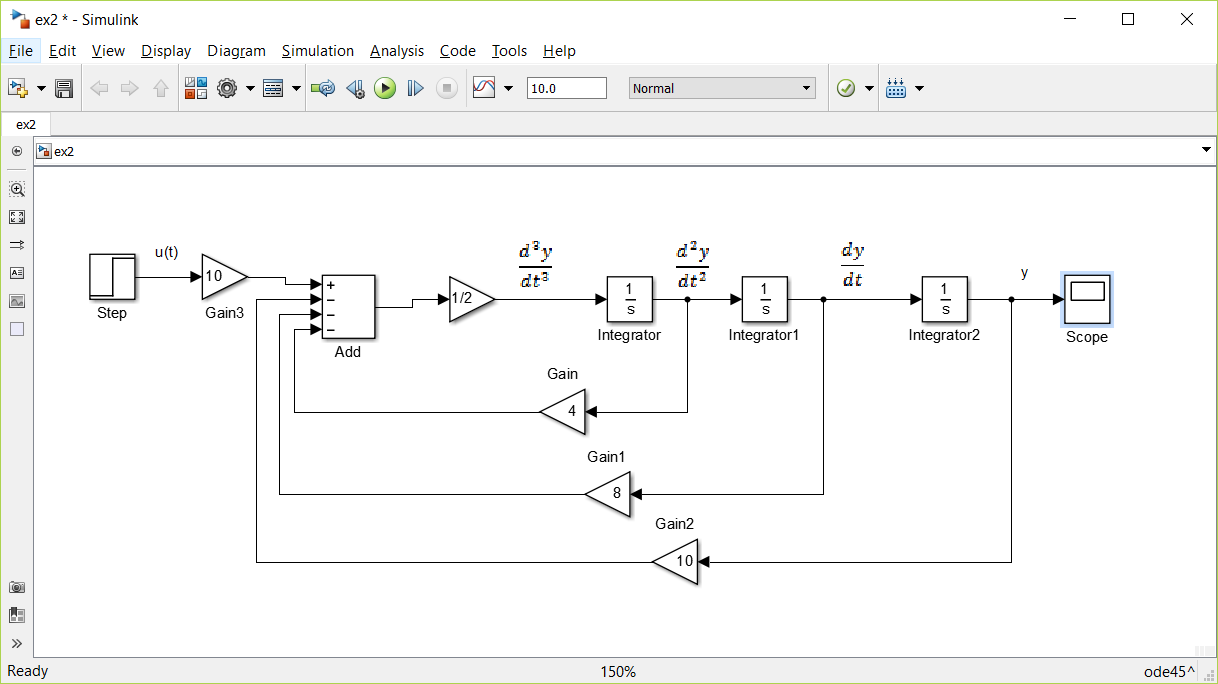 ex2 * - Simulink
File Edit View Display Diagram Simulation Analysis Code Tools Help
10.0 Normal
ex2
ex2
u(t)
10
Step
Gain3
+
−
−
−
Add
1/2
d³y
dt³
1
s
Integrator
d²y
dt²
1
s
Integrator1
dy
dt
1
s
Integrator2
y
Scope
Gain
4
Gain1
8
Gain2
10
Ready 150% ode45^